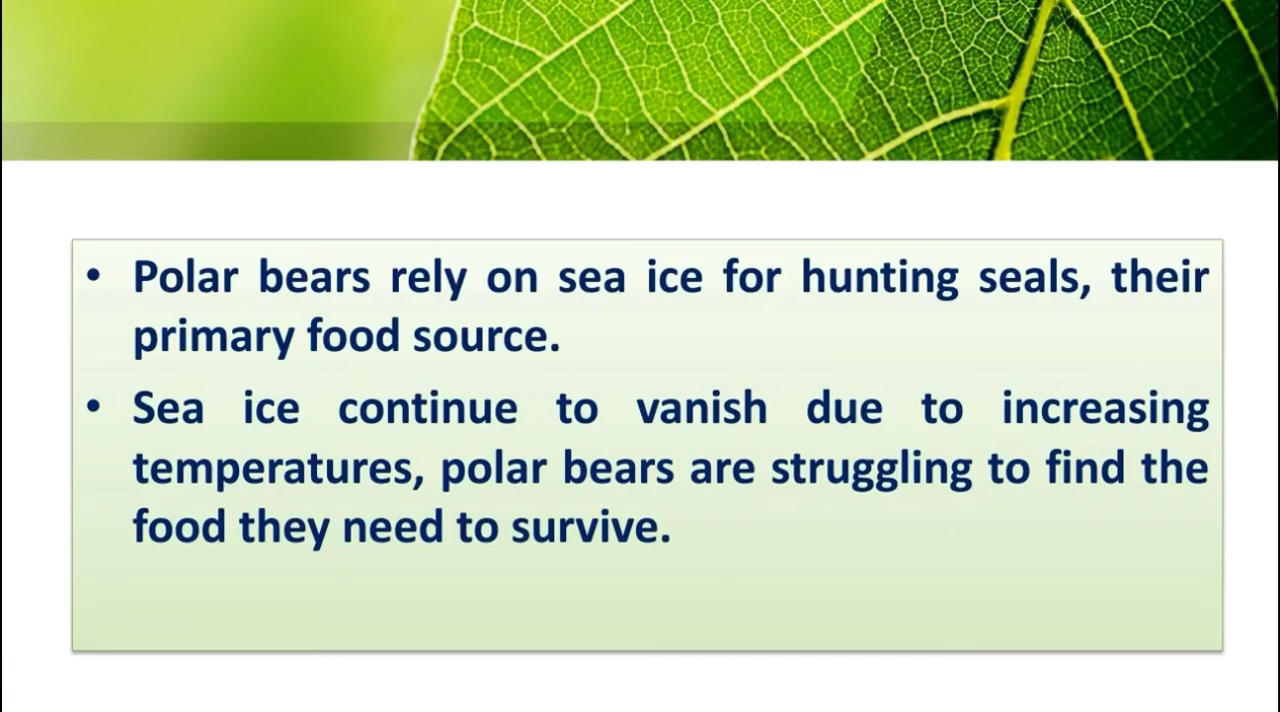 • Polar bears rely on sea ice for hunting seals, their
primary food source.
• Sea ice continue to vanish due to increasing
temperatures, polar bears are struggling to find the
food they need to survive.